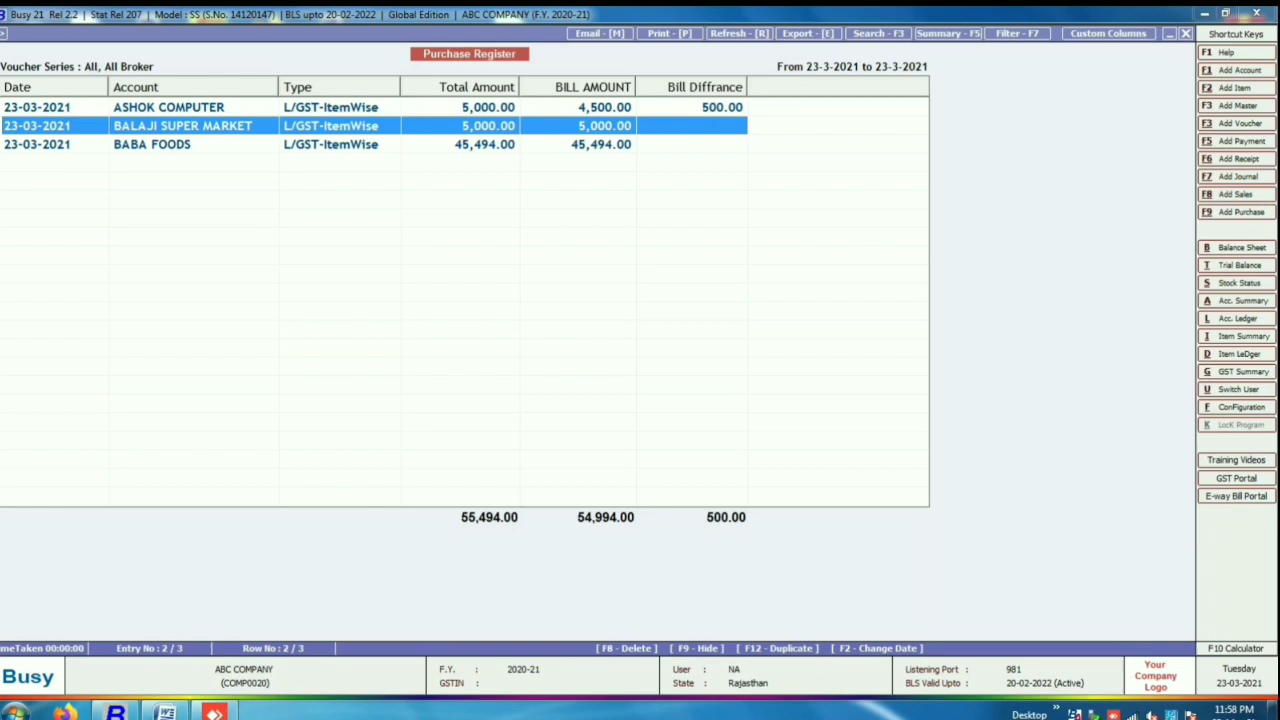 Busy 21 Rel 2.2 | Stat Rel 207 | Model : SS (S.No. 14120147) | BLS upto 20-02-2022 | Global Edition | ABC COMPANY (F.Y. 2020-21)
Email - [M] Print - [P] Refresh - [R] Export - [E] Search - F3 Summary - F5 Filter - F7 Custom Columns
Purchase Register
Voucher Series : All, All Broker From 23-3-2021 to 23-3-2021
Date Account Type Total Amount BILL AMOUNT Bill Diffrance
23-03-2021 ASHOK COMPUTER L/GST-ItemWise 5,000.00 4,500.00 500.00
23-03-2021 BALAJI SUPER MARKET L/GST-ItemWise 5,000.00 5,000.00
23-03-2021 BABA FOODS L/GST-ItemWise 45,494.00 45,494.00
55,494.00 54,994.00 500.00
Shortcut Keys
F1 Help
F1 Add Account
F2 Add Item
F3 Add Master
F3 Add Voucher
F5 Add Payment
F6 Add Receipt
F7 Add Journal
F8 Add Sales
F9 Add Purchase
B Balance Sheet
T Trial Balance
S Stock Status
A Acc. Summary
L Acc. Ledger
I Item Summary
D Item LeDger
G GST Summary
U Switch User
F ConFiguration
K LocK Program
Training Videos
GST Portal
E-way Bill Portal
meTaken 00:00:00 Entry No : 2 / 3 Row No : 2 / 3 [ F8 - Delete ] [ F9 - Hide ] [ F12 - Duplicate ] [ F2 - Change Date ] F10 Calculator
Busy
ABC COMPANY
(COMP0020)
F.Y. : 2020-21
GSTIN :
User : NA
State : Rajasthan
Listening Port : 981
BLS Valid Upto : 20-02-2022 (Active)
Your
Company
Logo
Tuesday
23-03-2021
Desktop 11:58 PM